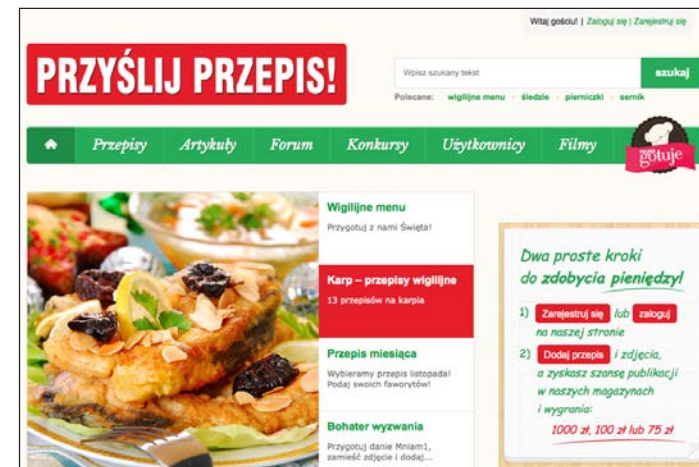 Witaj gościu! | Zaloguj się | Zarejestruj się
PRZYŚLIJ PRZEPIS!
Wpisz szukany tekst
szukaj
Polecane: wigilijne menu - śledzie - pierniczki - sernik
Przepisy Artykuły Forum Konkursy Użytkownicy Filmy
gotuje
Wigilijne menu
Przygotuj z nami Święta!
Karp – przepisy wigilijne
13 przepisów na karpia
Przepis miesiąca
Wybieramy przepis listopada!
Podaj swoich faworytów!
Bohater wyzwania
Przygotuj danie Mniam1,
zamieść zdjęcie i dodaj...
Dwa proste kroki
do zdobycia pieniędzy!
1) Zarejestruj się lub zaloguj
na naszej stronie
2) Dodaj przepis i zdjęcia,
a zyskasz szansę publikacji
w naszych magazynach
i wygrania:
1000 zł, 100 zł lub 75 zł